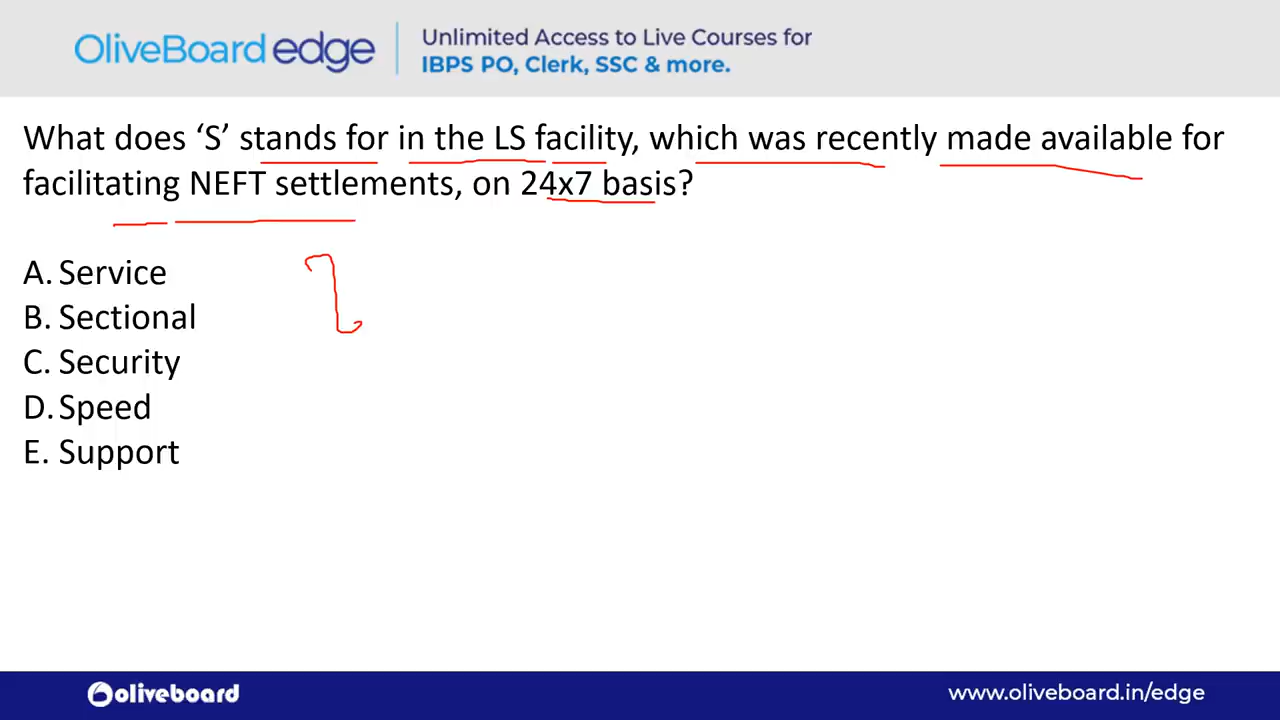 OliveBoard edge
Unlimited Access to Live Courses for
IBPS PO, Clerk, SSC & more.
What does ‘S’ stands for in the LS facility, which was recently made available for
facilitating NEFT settlements, on 24x7 basis?
A. Service
B. Sectional
C. Security
D. Speed
E. Support
oliveboard
www.oliveboard.in/edge